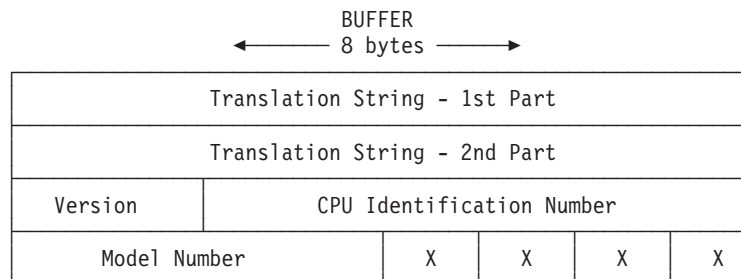 BUFFER
8 bytes
Translation String - 1st Part
Translation String - 2nd Part
Version CPU Identification Number
Model Number X X X X